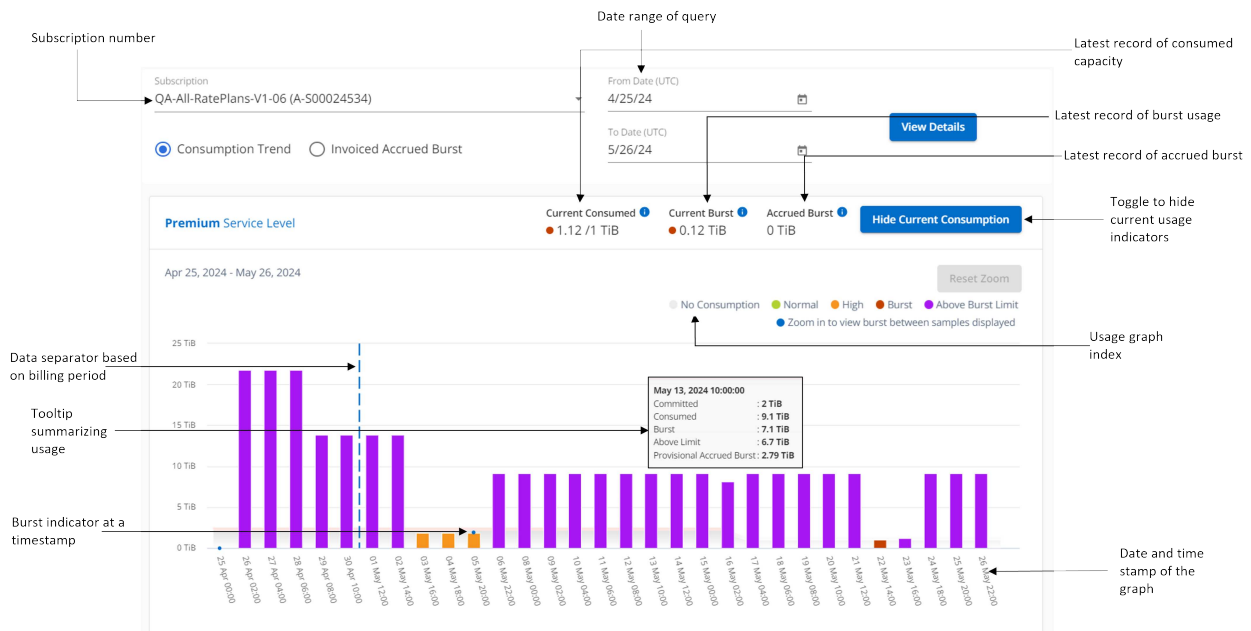 Date range of query
Subscription number
Latest record of consumed
capacity
Subscription
QA-All-RatePlans-V1-06 (A-S00024534)
From Date (UTC)
4/25/24
To Date (UTC)
5/26/24
View Details
Latest record of burst usage
Consumption Trend
Invoiced Accrued Burst
Latest record of accrued burst
Premium Service Level
Current Consumed
1.12 /1 TiB
Current Burst
0.12 TiB
Accrued Burst
0 TiB
Hide Current Consumption
Toggle to hide
current usage
indicators
Apr 25, 2024 - May 26, 2024
Reset Zoom
No Consumption
Normal
High
Burst
Above Burst Limit
Zoom in to view burst between samples displayed
Usage graph
index
Data separator based
on billing period
Tooltip
summarizing
usage
Burst indicator at a
timestamp
25 TiB
20 TiB
15 TiB
10 TiB
5 TiB
0 TiB
May 13, 2024 10:00:00
Committed : 2 TiB
Consumed : 9.1 TiB
Burst : 7.1 TiB
Above Limit : 6.7 TiB
Provisional Accrued Burst : 2.79 TiB
25 Apr 00:00
26 Apr 02:00
27 Apr 04:00
28 Apr 06:00
29 Apr 08:00
30 Apr 10:00
01 May 12:00
02 May 14:00
03 May 16:00
04 May 18:00
05 May 20:00
06 May 22:00
08 May 00:00
09 May 02:00
10 May 04:00
11 May 06:00
12 May 08:00
13 May 10:00
14 May 12:00
15 May 14:00
16 May 16:00
17 May 18:00
18 May 20:00
19 May 22:00
21 May 00:00
21 May 12:00
22 May 14:00
23 May 16:00
24 May 18:00
25 May 20:00
26 May 22:00
Date and time
stamp of the
graph